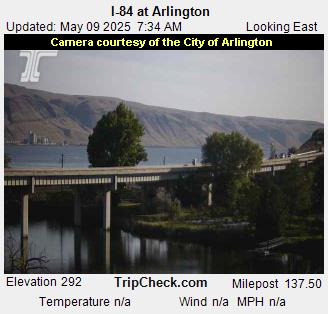 I-84 at Arlington
Updated: May 09 2025 7:34 AM Looking East
Camera courtesy of the City of Arlington
Elevation 292 TripCheck.com Milepost 137.50
Temperature n/a Wind n/a MPH n/a